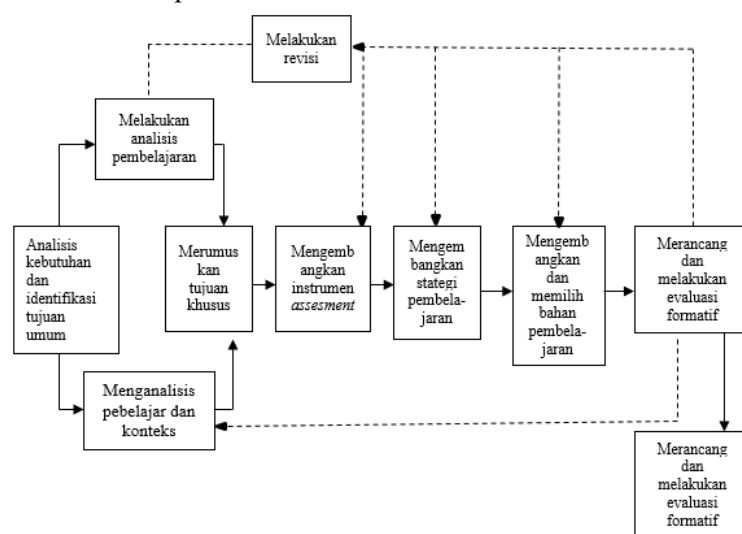 Melakukan
revisi
Melakukan
analisis
pembelajaran
Analisis
kebutuhan
dan
identifikasi
tujuan
umum
Merumus
kan
tujuan
khusus
Mengemb
angkan
instrumen
assesment
Mengem
bangkan
stategi
pembela-
jaran
Mengemb
angkan
dan
memilih
bahan
pembela-
jaran
Merancang
dan
melakukan
evaluasi
formatif
Menganalisis
pebelajar dan
konteks
Merancang
dan
melakukan
evaluasi
formatif